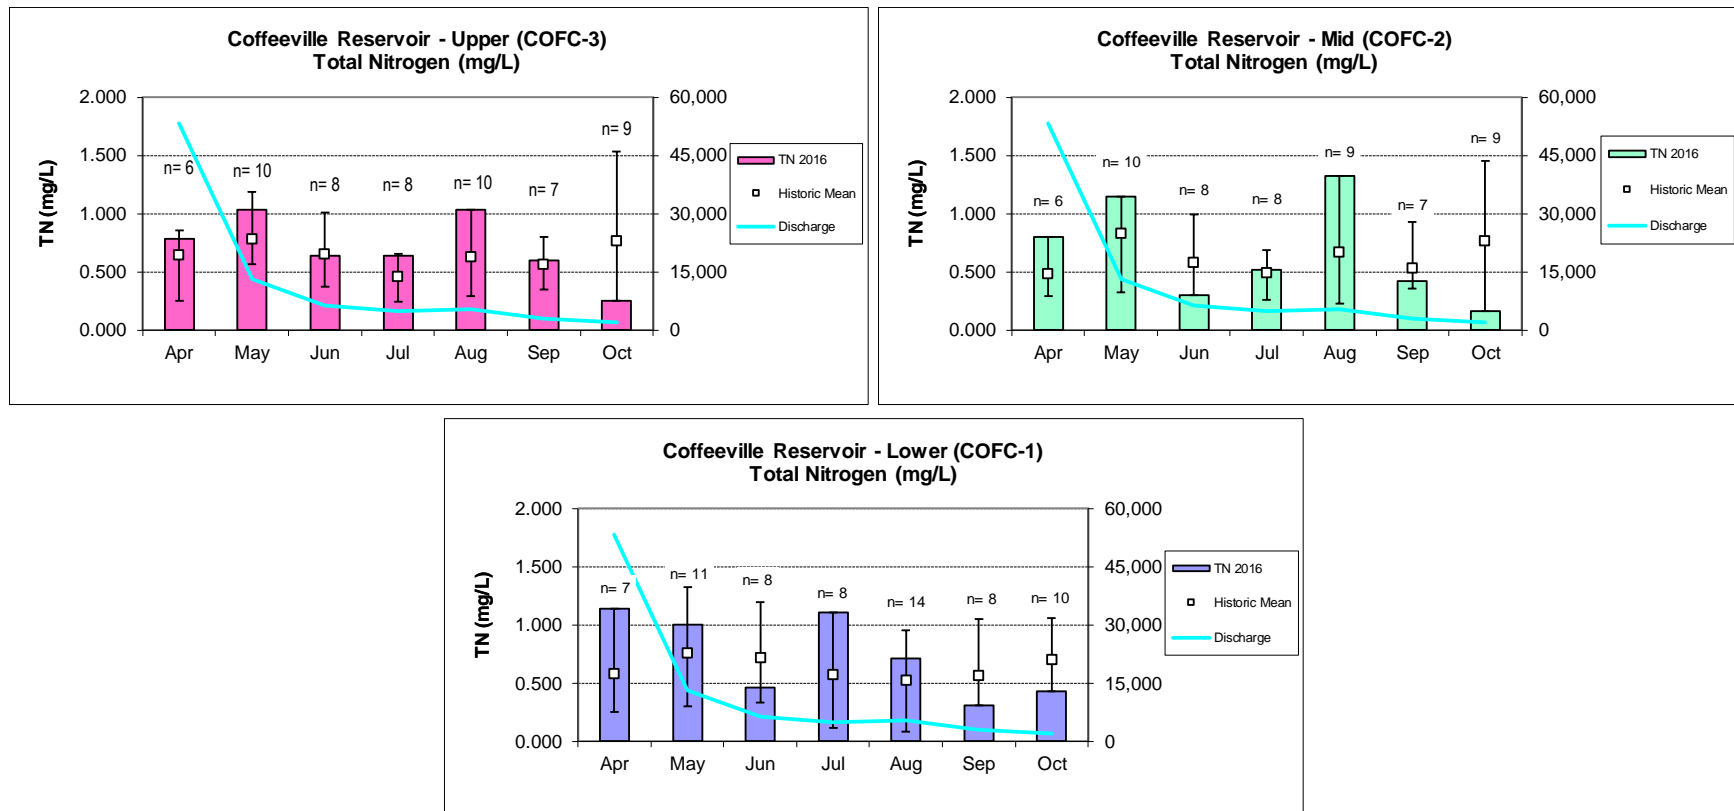 Coffeeville Reservoir - Upper (COFC-3)
Total Nitrogen (mg/L)
TN (mg/L)
2.000
1.500
1.000
0.500
0.000
60,000
45,000
30,000
15,000
0
n= 6
n= 10
n= 8
n= 8
n= 10
n= 7
n= 9
Apr May Jun Jul Aug Sep Oct
TN 2016
Historic Mean
Discharge
Coffeeville Reservoir - Mid (COFC-2)
Total Nitrogen (mg/L)
TN (mg/L)
2.000
1.500
1.000
0.500
0.000
60,000
45,000
30,000
15,000
0
n= 6
n= 10
n= 8
n= 8
n= 9
n= 7
n= 9
Apr May Jun Jul Aug Sep Oct
TN 2016
Historic Mean
Discharge
Coffeeville Reservoir - Lower (COFC-1)
Total Nitrogen (mg/L)
TN (mg/L)
2.000
1.500
1.000
0.500
0.000
60,000
45,000
30,000
15,000
0
n= 7
n= 11
n= 8
n= 8
n= 14
n= 8
n= 10
Apr May Jun Jul Aug Sep Oct
TN 2016
Historic Mean
Discharge